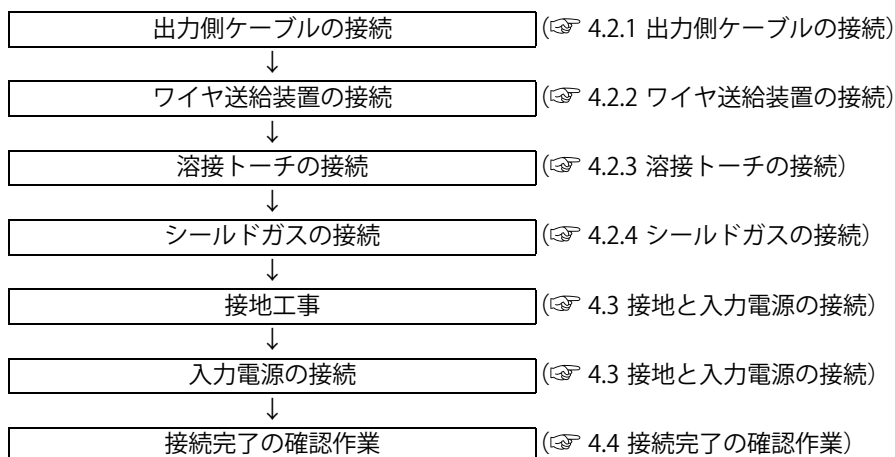 出力側ケーブルの接続 (☞ 4.2.1 出力側ケーブルの接続)
↓
ワイヤ送給装置の接続 (☞ 4.2.2 ワイヤ送給装置の接続)
↓
溶接トーチの接続 (☞ 4.2.3 溶接トーチの接続)
↓
シールドガスの接続 (☞ 4.2.4 シールドガスの接続)
↓
接地工事 (☞ 4.3 接地と入力電源の接続)
↓
入力電源の接続 (☞ 4.3 接地と入力電源の接続)
↓
接続完了の確認作業 (☞ 4.4 接続完了の確認作業)